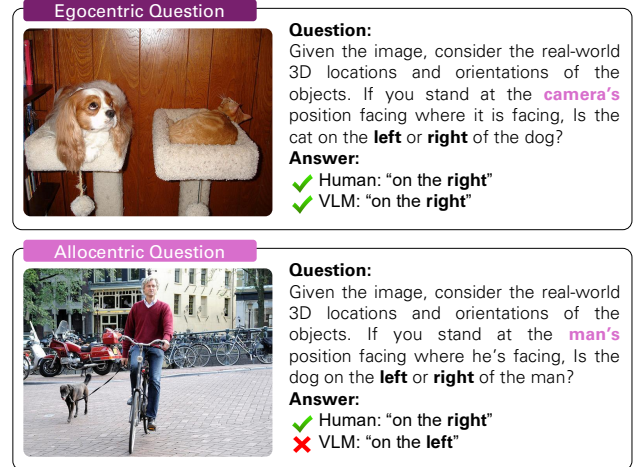 Egocentric Question
Question:
Given the image, consider the real-world
3D locations and orientations of the
objects. If you stand at the camera's
position facing where it is facing, Is the
cat on the left or right of the dog?
Answer:
Human: “on the right”
VLM: “on the right”
Allocentric Question
Question:
Given the image, consider the real-world
3D locations and orientations of the
objects. If you stand at the man's
position facing where he's facing, Is the
dog on the left or right of the man?
Answer:
Human: “on the right”
VLM: “on the left”